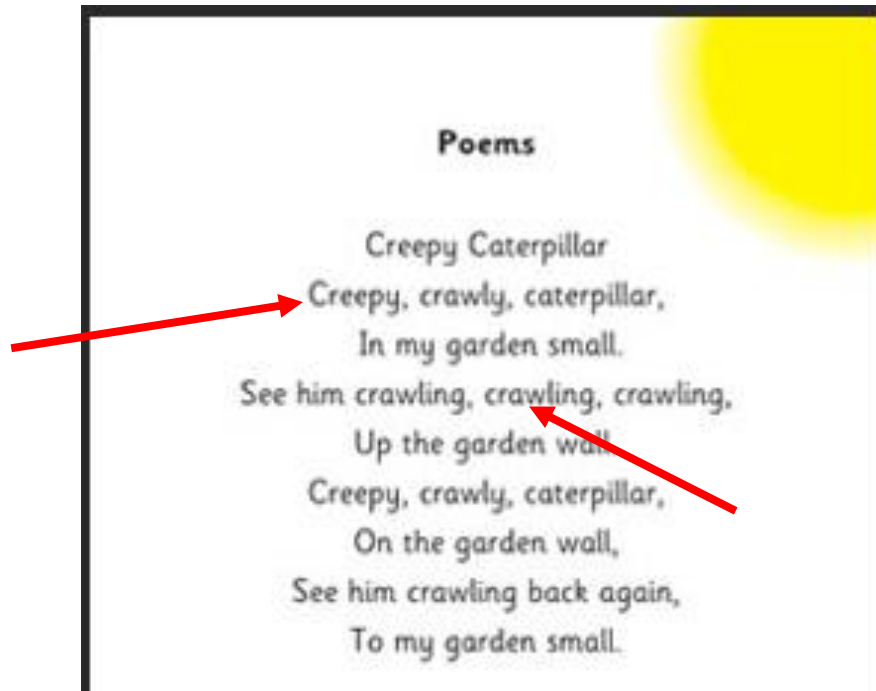 Poems
Creepy Caterpillar
Creepy, crawly, caterpillar,
In my garden small.
See him crawling, crawling, crawling,
Up the garden wall.
Creepy, crawly, caterpillar,
On the garden wall,
See him crawling back again,
To my garden small.